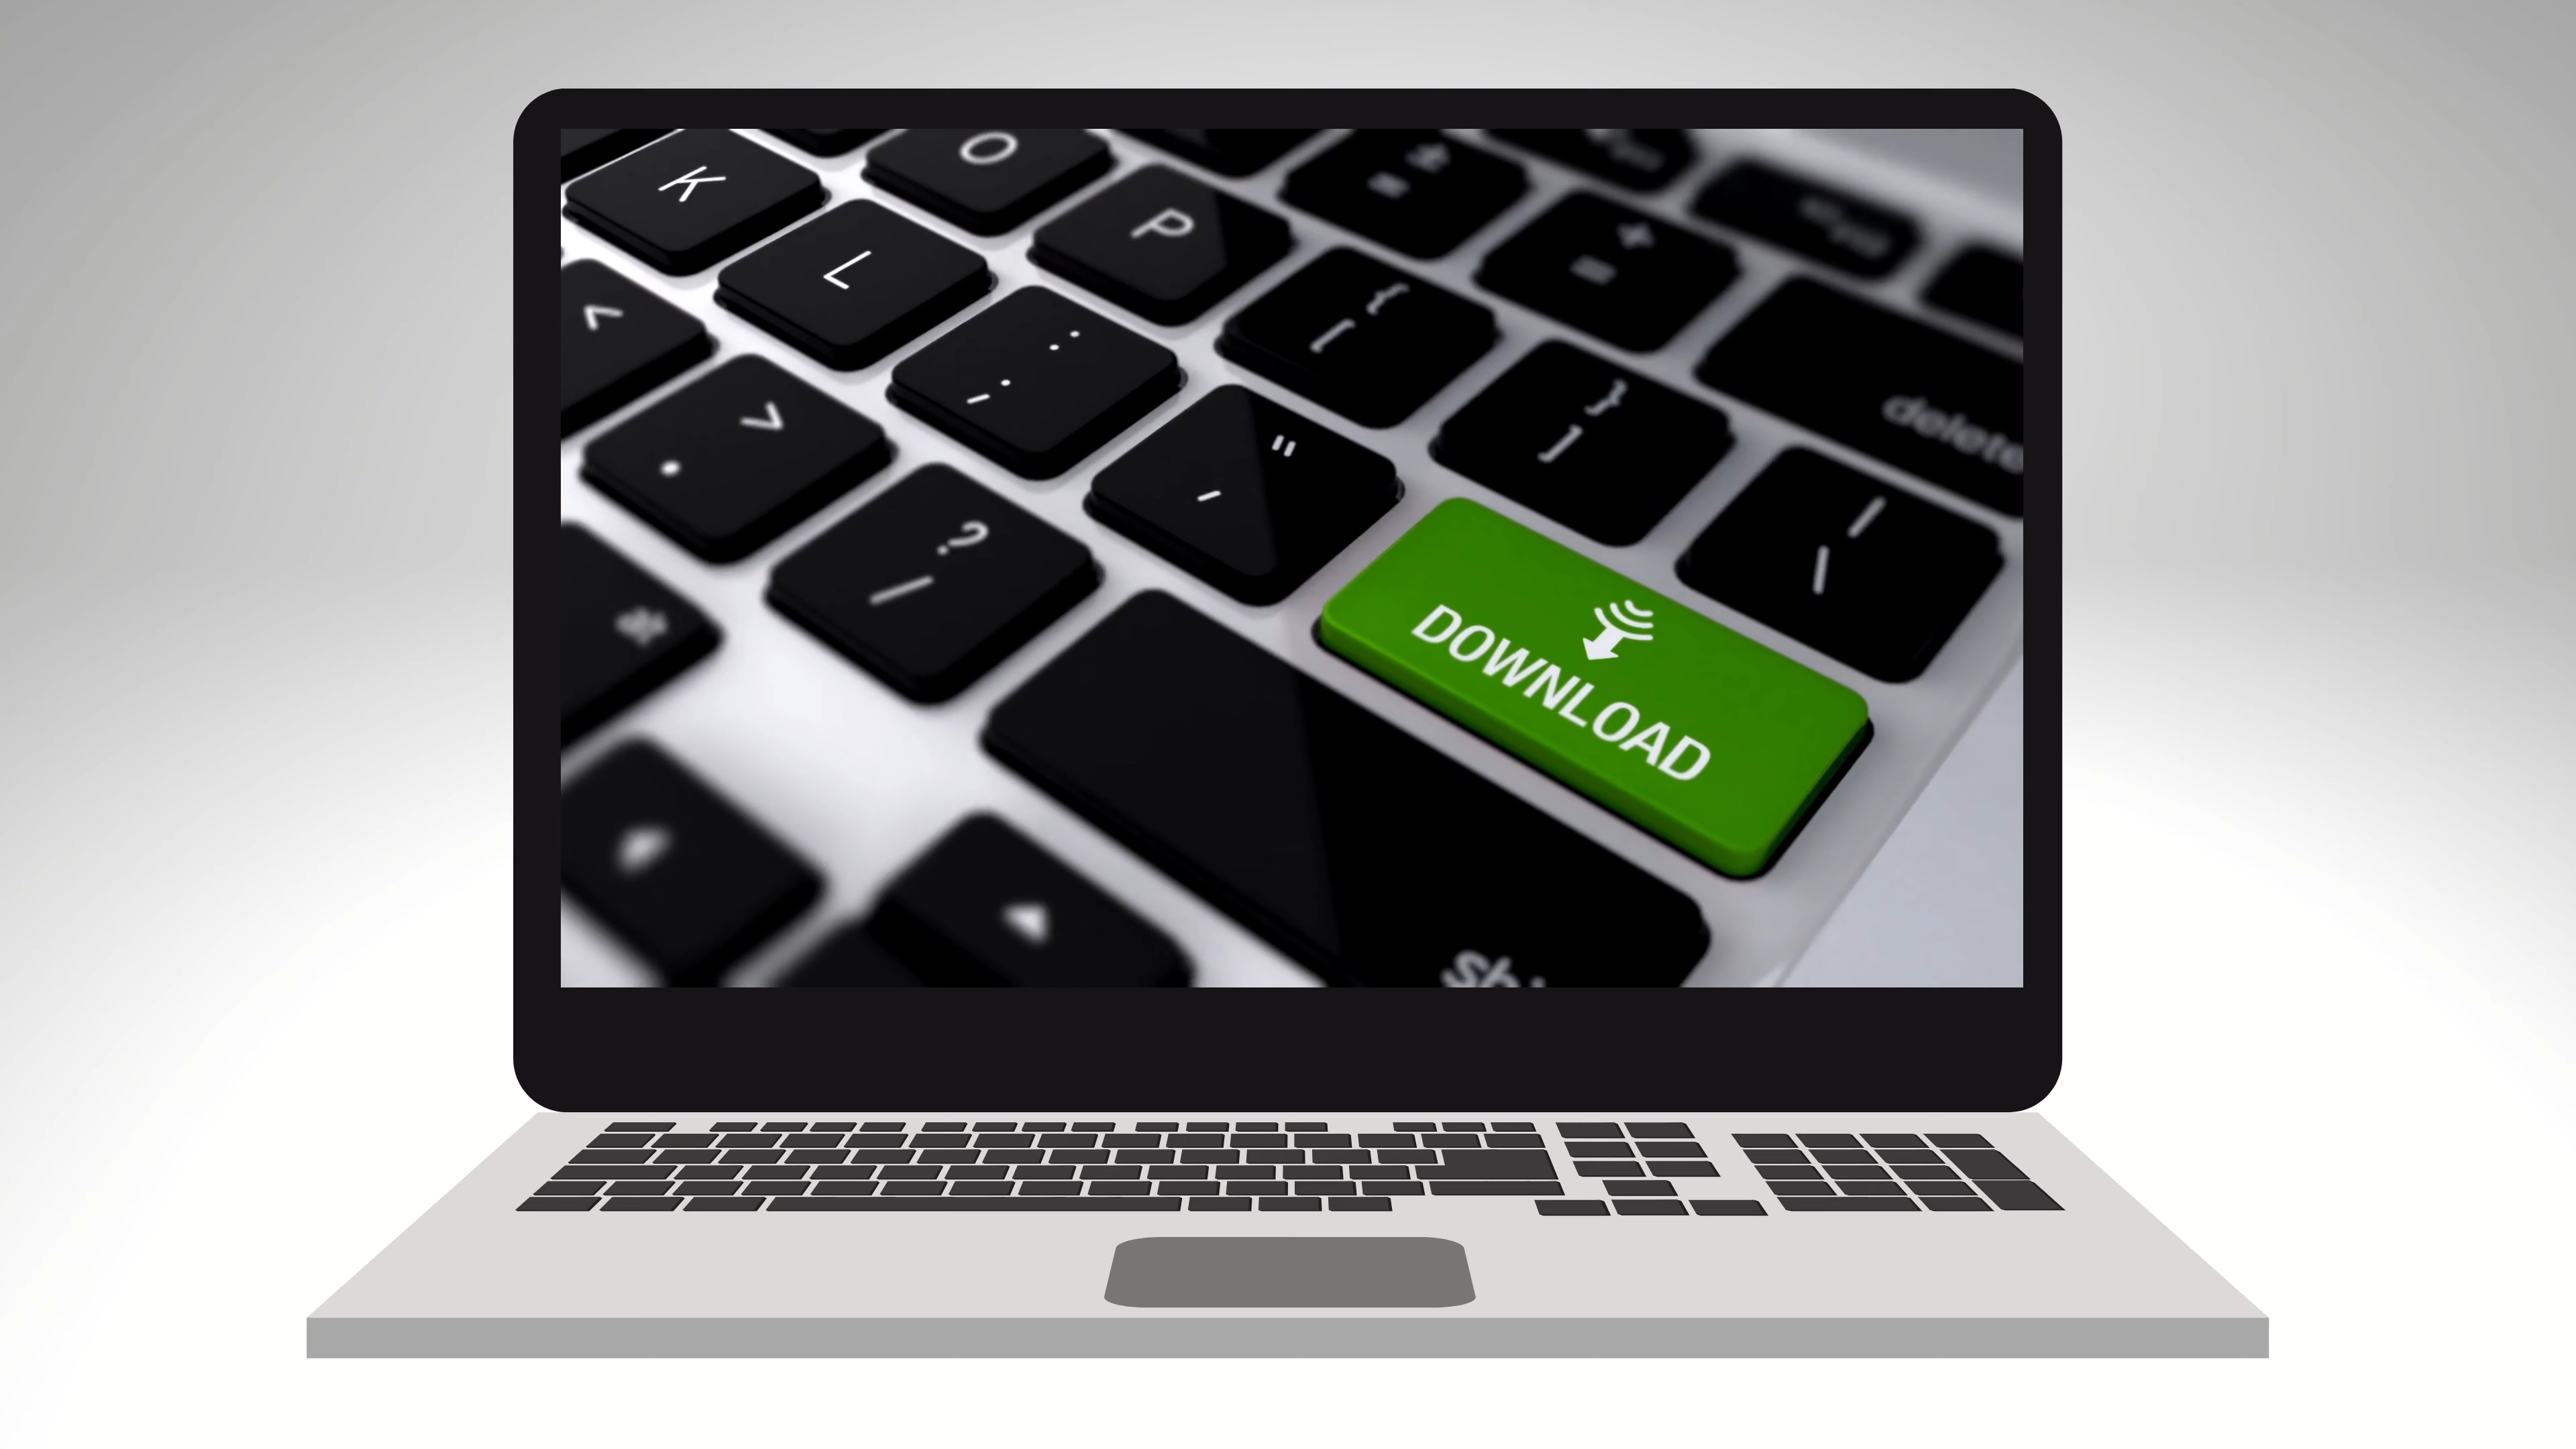 O
K
P
L
+
=
{
[
: ;
<
}
]
delete
"
'
>
.
?
/
|
\
DOWNLOAD